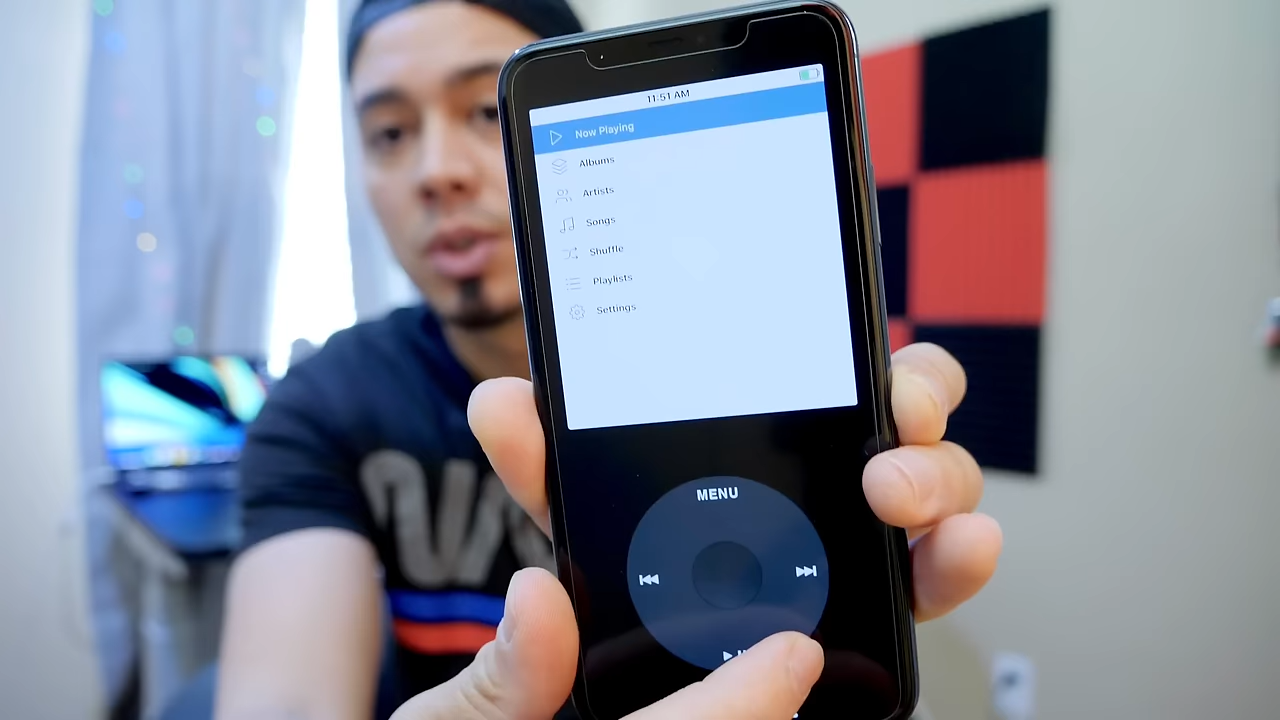 11:51 AM
Now Playing
Albums
Artists
Songs
Shuffle
Playlists
Settings
MENU